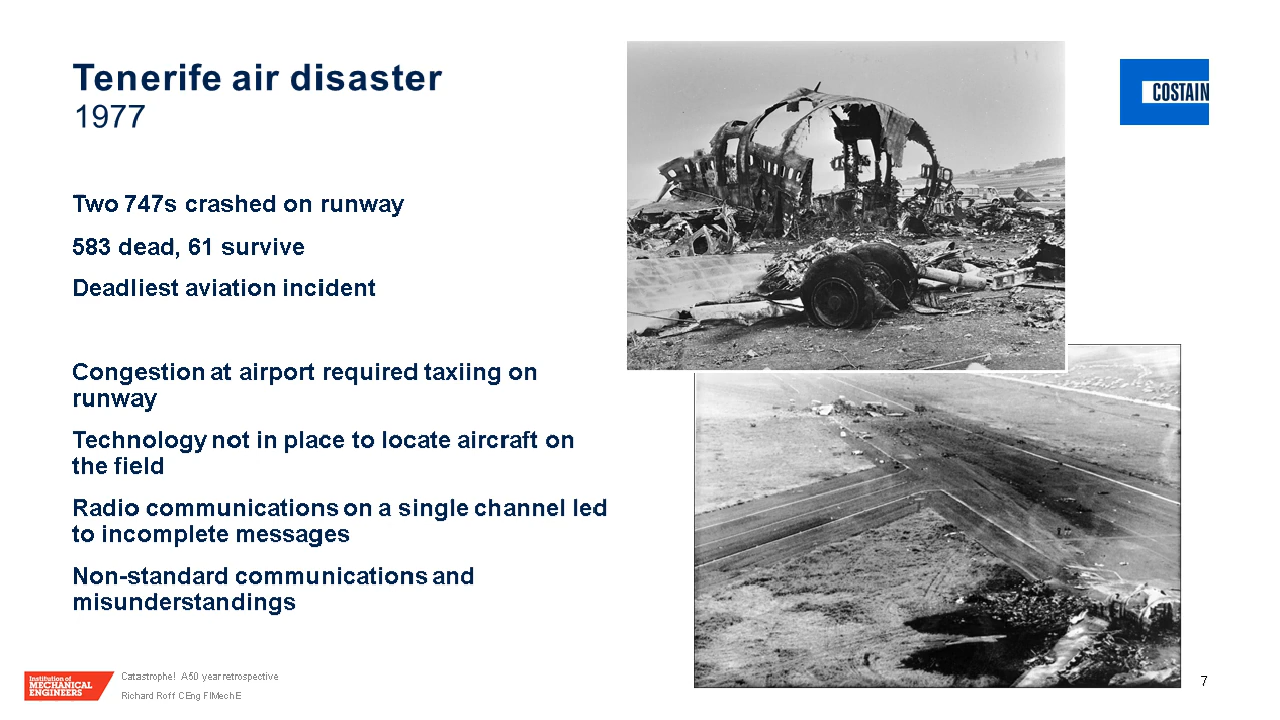 Tenerife air disaster
1977
Two 747s crashed on runway
583 dead, 61 survive
Deadliest aviation incident
Congestion at airport required taxiing on
runway
Technology not in place to locate aircraft on
the field
Radio communications on a single channel led
to incomplete messages
Non-standard communications and
misunderstandings
COSTAIN
Institution of
MECHANICAL
ENGINEERS
Catastrophe! A 50 year retrospective
Richard Roff CEng FIMechE
7